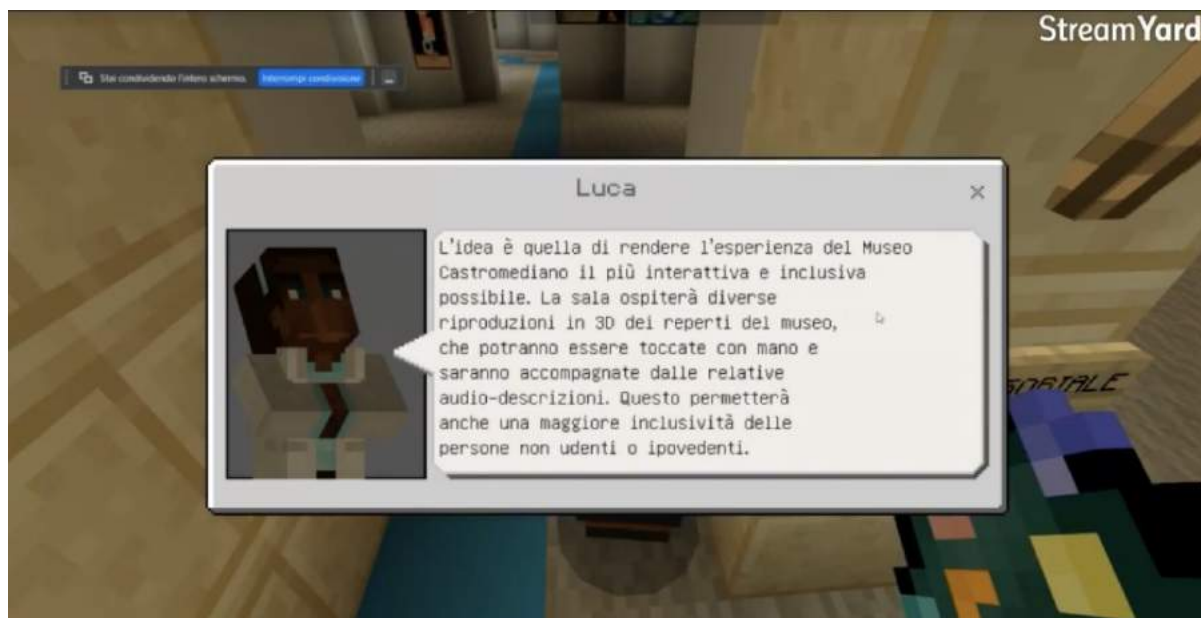 StreamYard
Stai condividendo l'intero schermo.
Interrompi condivisione
Luca
L'idea è quella di rendere l'esperienza del Museo
Castromediano il più interattiva e inclusiva
possibile. La sala ospiterà diverse
riproduzioni in 3D dei reperti del museo,
che potranno essere toccate con mano e
saranno accompagnate dalle relative
audio-descrizioni. Questo permetterà
anche una maggiore inclusività delle
persone non udenti o ipovedenti.